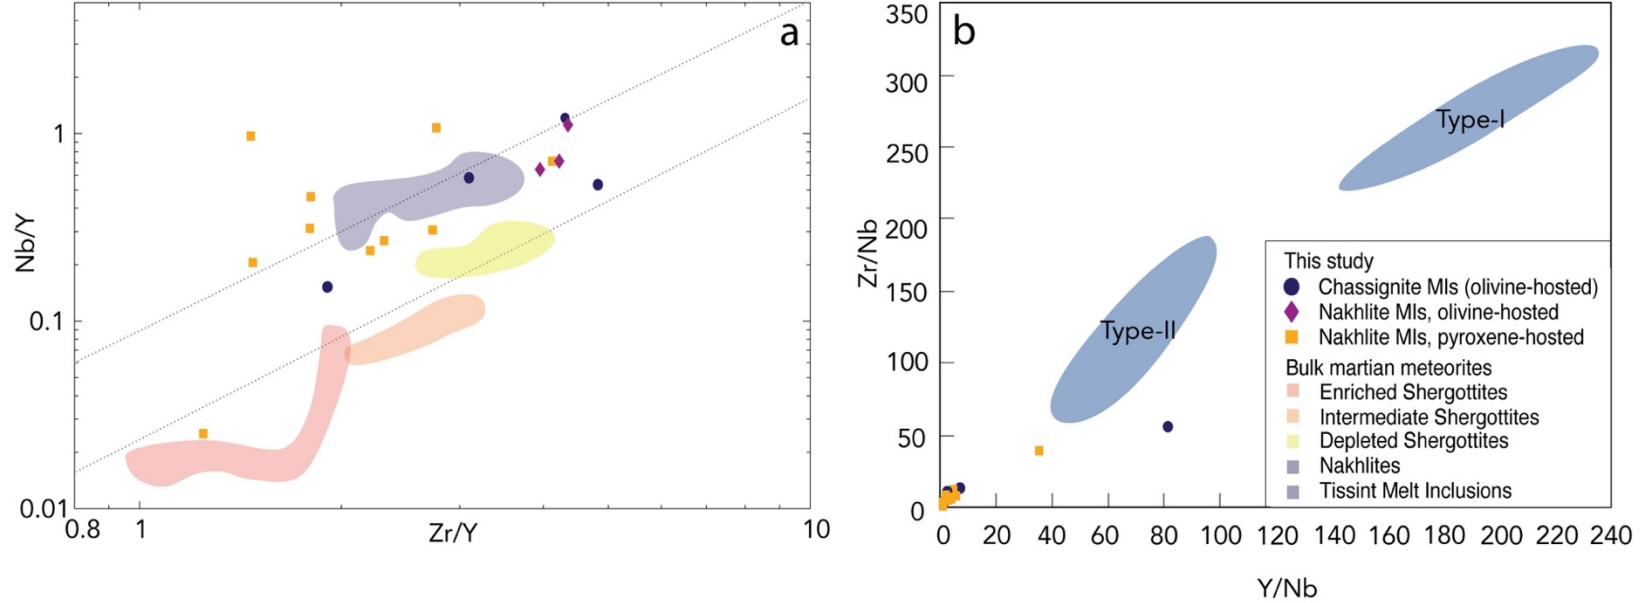 a
1
0.1
0.01
Nb/Y
0.8
1
10
Zr/Y
b
350
300
250
200
150
100
50
0
Zr/Nb
Type-I
Type-II
This study
Chassignite MIs (olivine-hosted)
Nakhlite MIs, olivine-hosted
Nakhlite MIs, pyroxene-hosted
Bulk martian meteorites
Enriched Shergottites
Intermediate Shergottites
Depleted Shergottites
Nakhlites
Tissint Melt Inclusions
0 20 40 60 80 100 120 140 160 180 200 220 240
Y/Nb